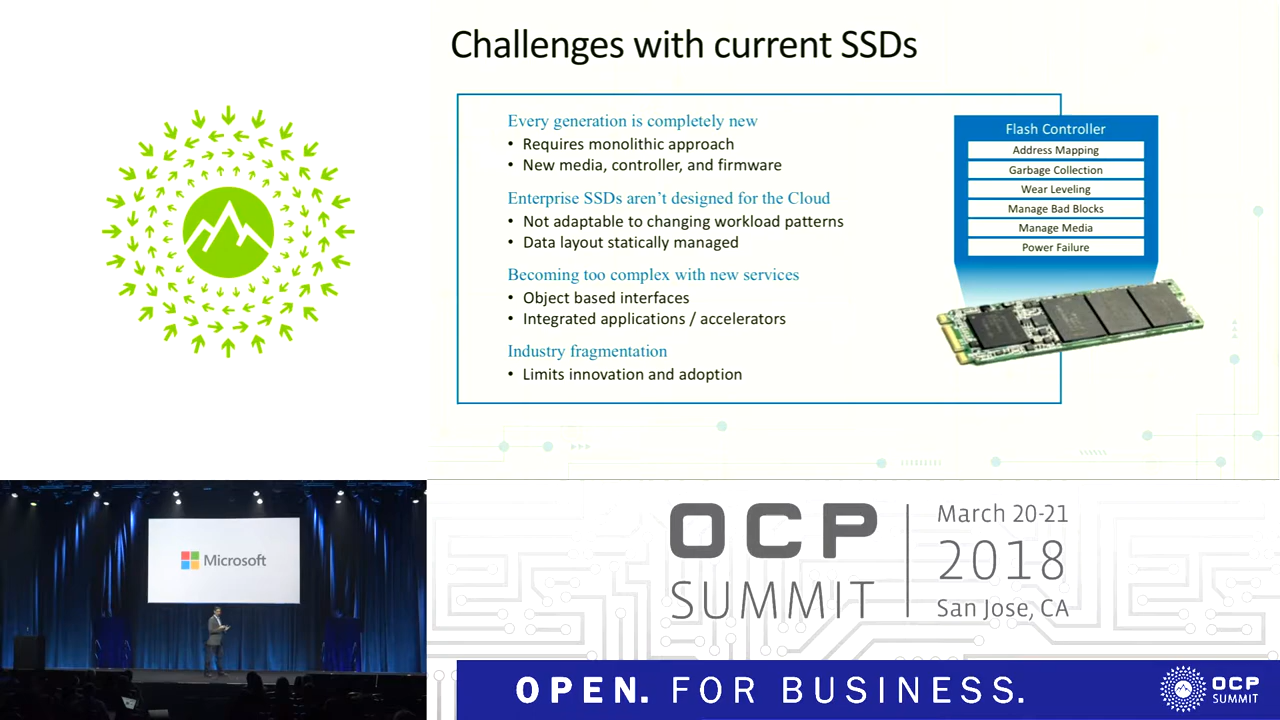 Challenges with current SSDs
Every generation is completely new
• Requires monolithic approach
• New media, controller, and firmware
Enterprise SSDs aren't designed for the Cloud
• Not adaptable to changing workload patterns
• Data layout statically managed
Becoming too complex with new services
• Object based interfaces
• Integrated applications / accelerators
Industry fragmentation
• Limits innovation and adoption
Flash Controller
Address Mapping
Garbage Collection
Wear Leveling
Manage Bad Blocks
Manage Media
Power Failure
Microsoft
OCP
SUMMIT
March 20-21
2018
San Jose, CA
OPEN. FOR BUSINESS.
OCP
SUMMIT